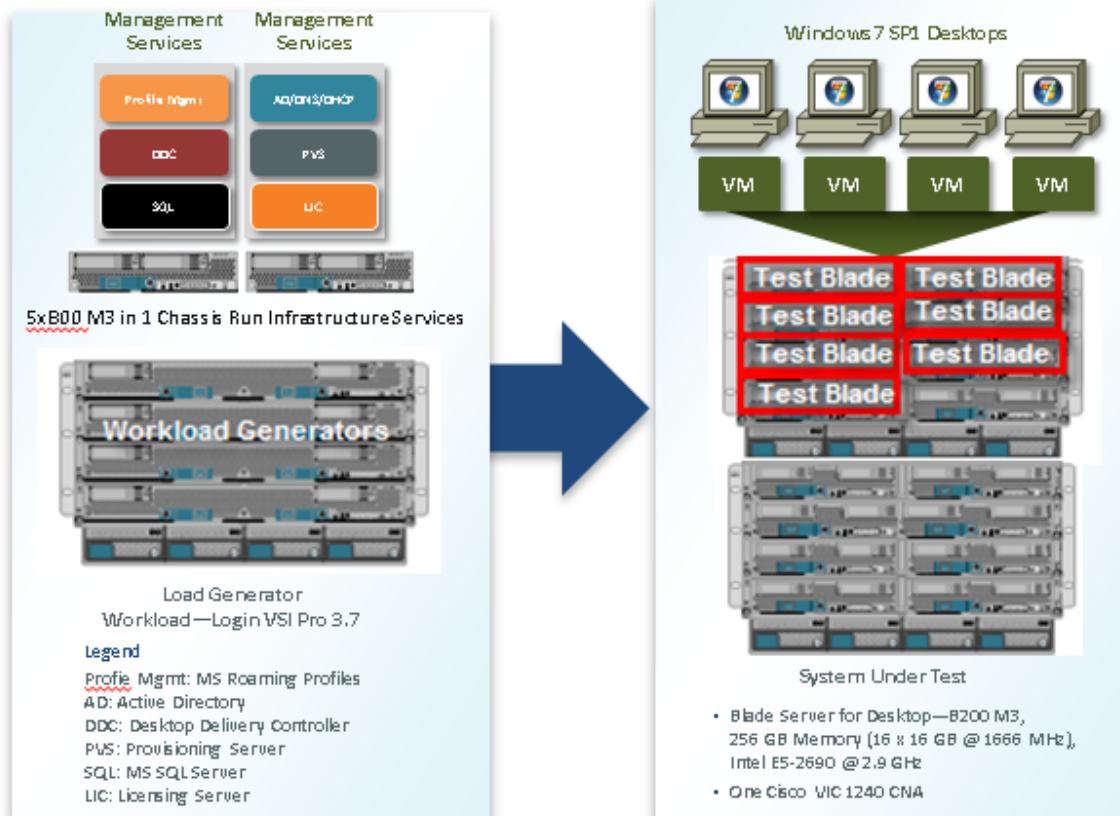 Management
Services
Management
Services
Profile Mgmt
AD/DNS/DHCP
DDC
PVS
SQL
LIC
5xB00 M3 in 1 Chassis Run Infrastructure Services
Workload Generators
Load Generator
Workload—Login VSI Pro 3.7
Legend
Profie Mgmt: MS Roaming Profiles
AD: Active Directory
DDC: Desktop Delivery Controller
PVS: Provisioning Server
SQL: MS SQL Server
LIC: Licensing Server
Windows 7 SP1 Desktops
VM
VM
VM
VM
Test Blade
Test Blade
Test Blade
Test Blade
Test Blade
Test Blade
Test Blade
System Under Test
• Blade Server for Desktop—B200 M3,
256 GB Memory (16 x 16 GB @ 1666 MHz),
Intel E5-2690 @ 2.9 GHz
• One Cisco VIC 1240 CNA